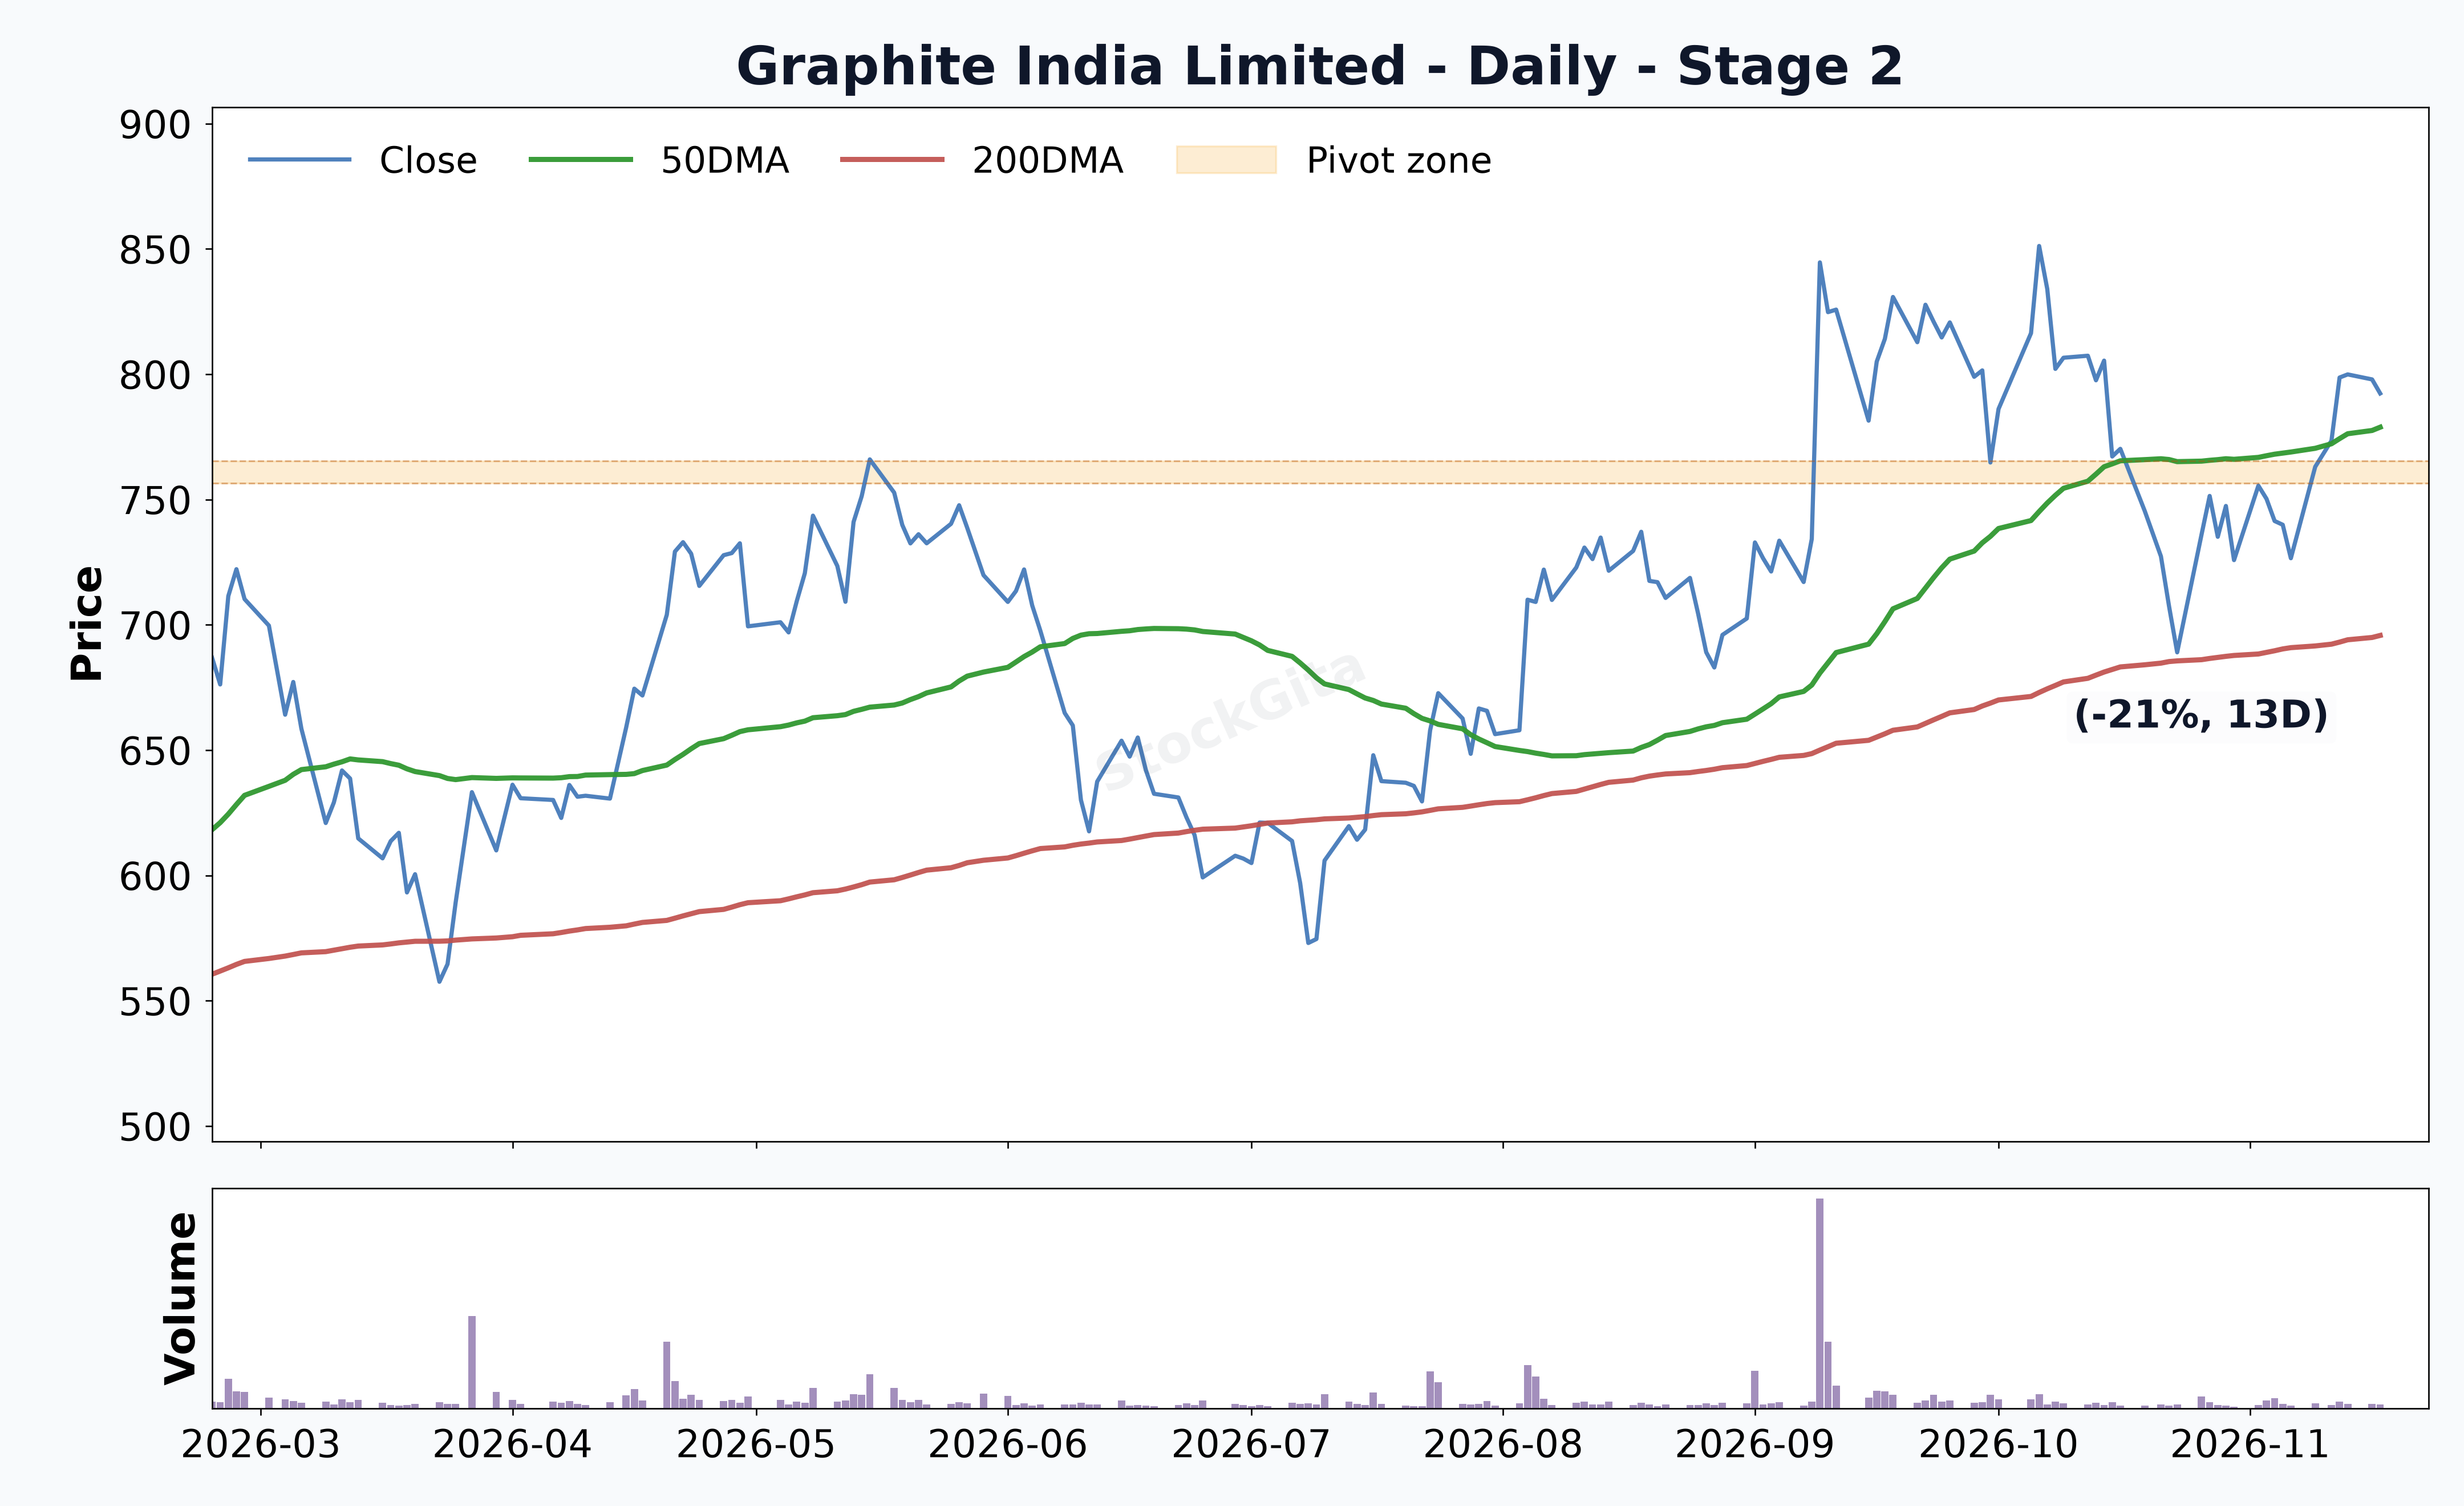 Graphite India Limited - Daily - Stage 2
Close 50DMA 200DMA Pivot zone
900
850
800
750
700
650
600
550
500
Price
StockGita
(-21%, 13D)
Volume
2026-03 2026-04 2026-05 2026-06 2026-07 2026-08 2026-09 2026-10 2026-11